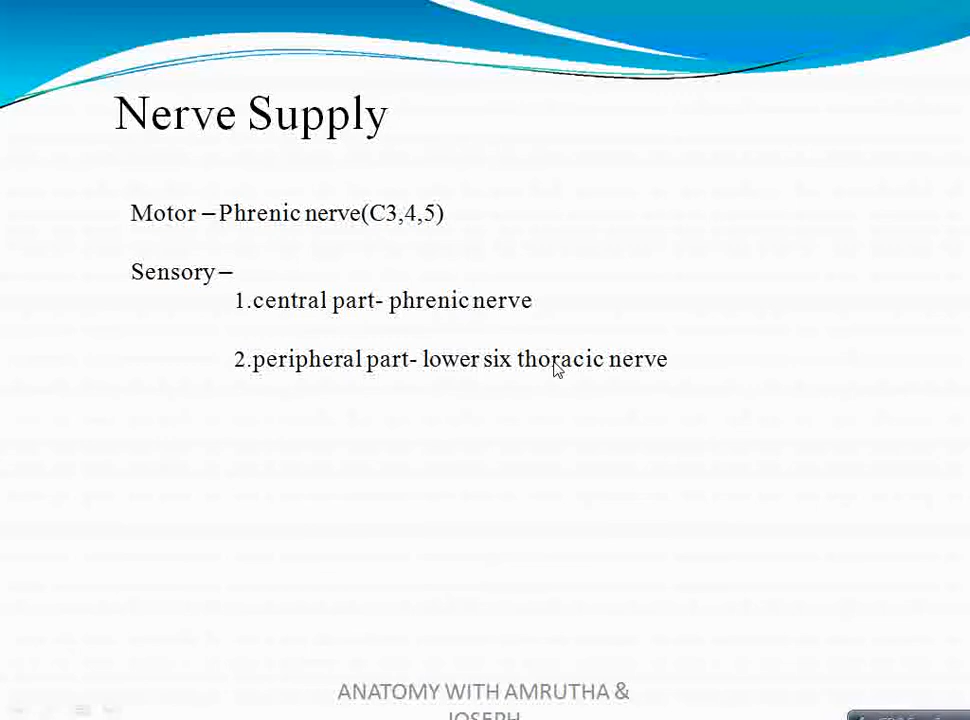 Nerve Supply
Motor – Phrenic nerve(C3,4,5)
Sensory –
1.central part- phrenic nerve
2.peripheral part- lower six thoracic nerve
ANATOMY WITH AMRUTHA &
JOSEPH